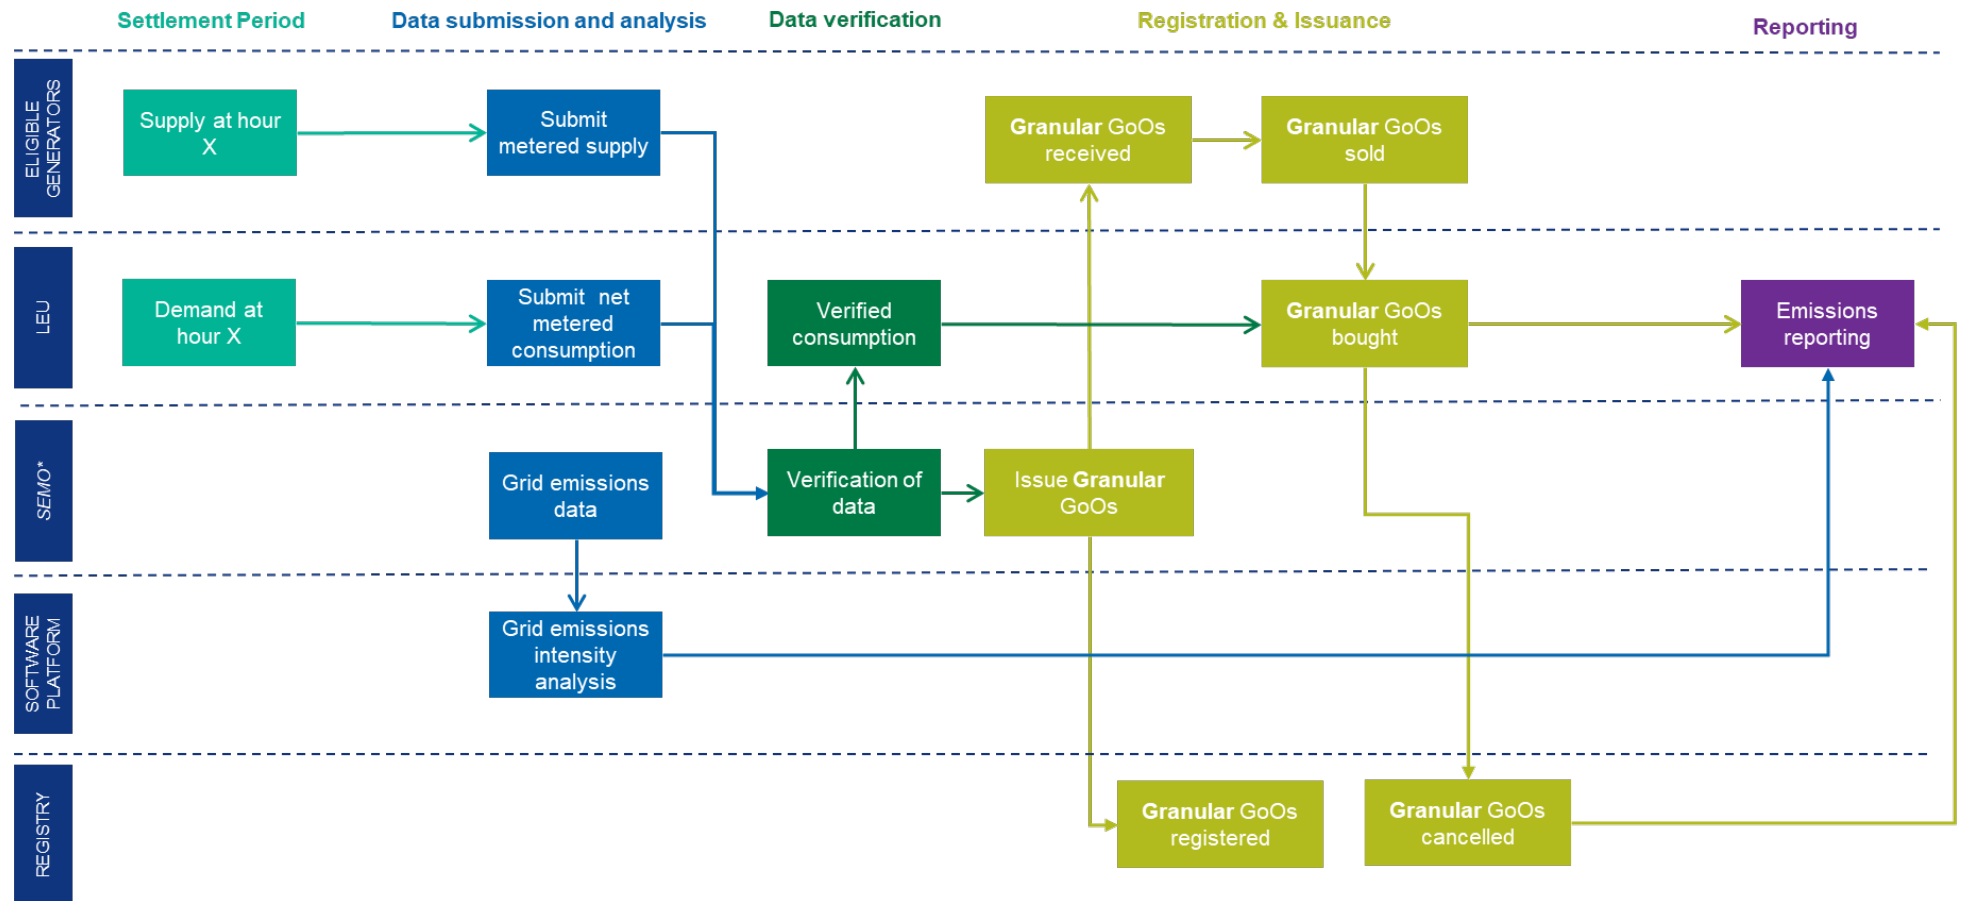 Settlement Period
Data submission and analysis
Data verification
Registration & Issuance
Reporting
ELIGIBLE
GENERATORS
Supply at hour
X
Submit
metered supply
Granular GoOs
received
Granular GoOs
sold
LEU
Demand at
hour X
Submit net
metered
consumption
Verified
consumption
Granular GoOs
bought
Emissions
reporting
SEMO*
Grid emissions
data
Verification of
data
Issue Granular
GoOs
SOFTWARE
PLATFORM
Grid emissions
intensity
analysis
REGISTRY
Granular GoOs
registered
Granular GoOs
cancelled